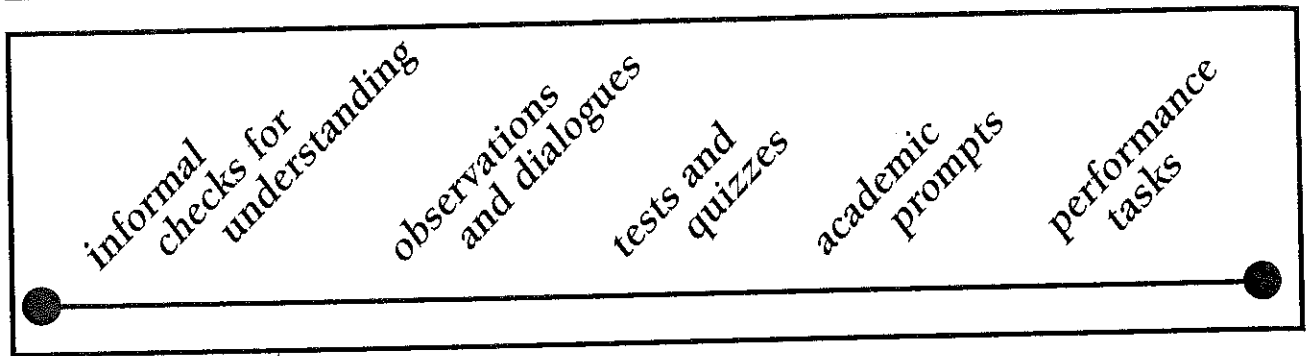 informal
checks for
understanding
observations
and dialogues
tests and
quizzes
academic
prompts
performance
tasks